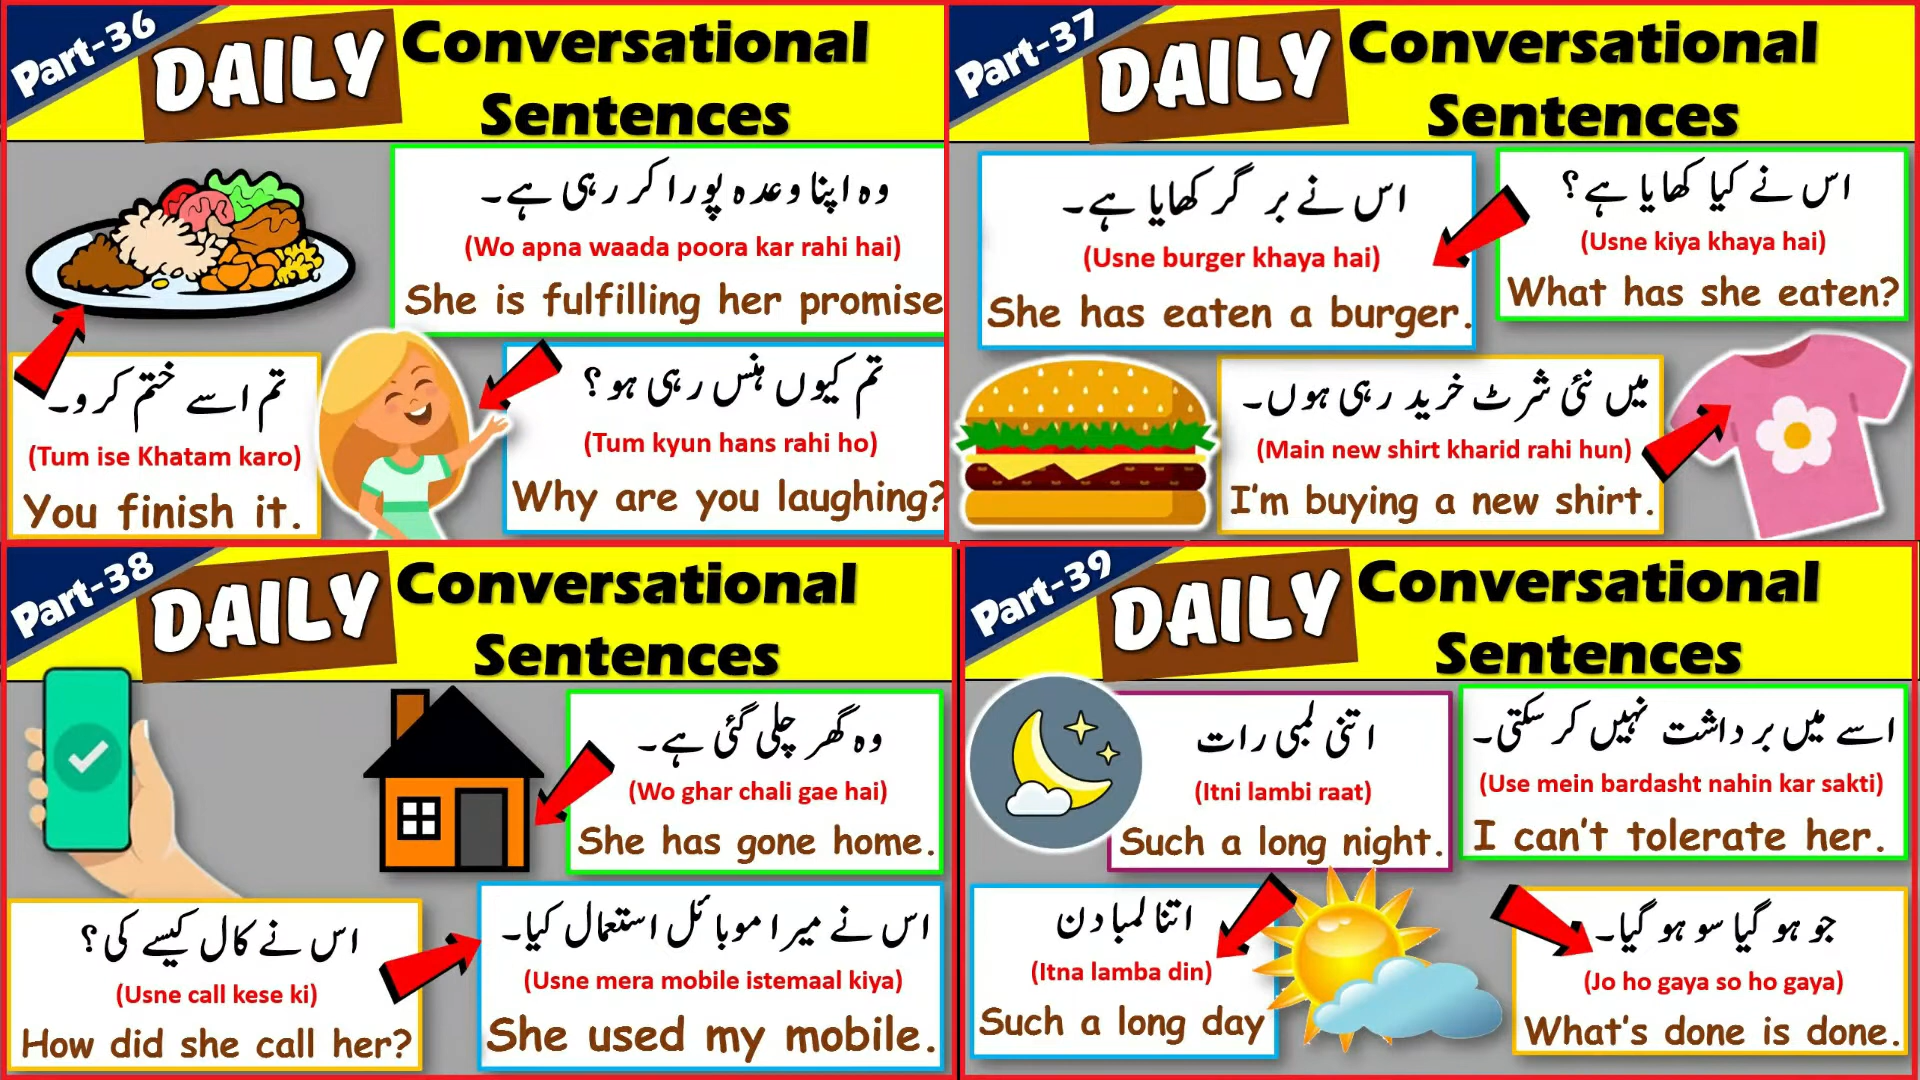 Part-36
DAILY
Conversational
Sentences
وہ اپنا وعدہ پورا کر رہی ہے۔
(Wo apna waada poora kar rahi hai)
She is fulfilling her promise
تم اسے ختم کرو۔
(Tum ise Khatam karo)
You finish it.
تم کیوں ہنس رہی ہو؟
(Tum kyun hans rahi ho)
Why are you laughing?
Part-37
DAILY
Conversational
Sentences
اس نے برگر کھایا ہے۔
(Usne burger khaya hai)
She has eaten a burger.
اس نے کیا کھایا ہے؟
(Usne kiya khaya hai)
What has she eaten?
میں نئی شرٹ خرید رہی ہوں۔
(Main new shirt kharid rahi hun)
I'm buying a new shirt.
Part-38
DAILY
Conversational
Sentences
وہ گھر چلی گئی ہے۔
(Wo ghar chali gae hai)
She has gone home.
اس نے کال کیسے کی؟
(Usne call kese ki)
How did she call her?
اس نے میرا موبائل استعمال کیا۔
(Usne mera mobile istemaal kiya)
She used my mobile.
Part-39
DAILY
Conversational
Sentences
اتنی لمبی رات
(Itni lambi raat)
Such a long night.
اسے میں برداشت نہیں کر سکتی۔
(Use mein bardasht nahin kar sakti)
I can't tolerate her.
اتنا لمبا دن
(Itna lamba din)
Such a long day
جو ہو گیا سو ہو گیا۔
(Jo ho gaya so ho gaya)
What's done is done.